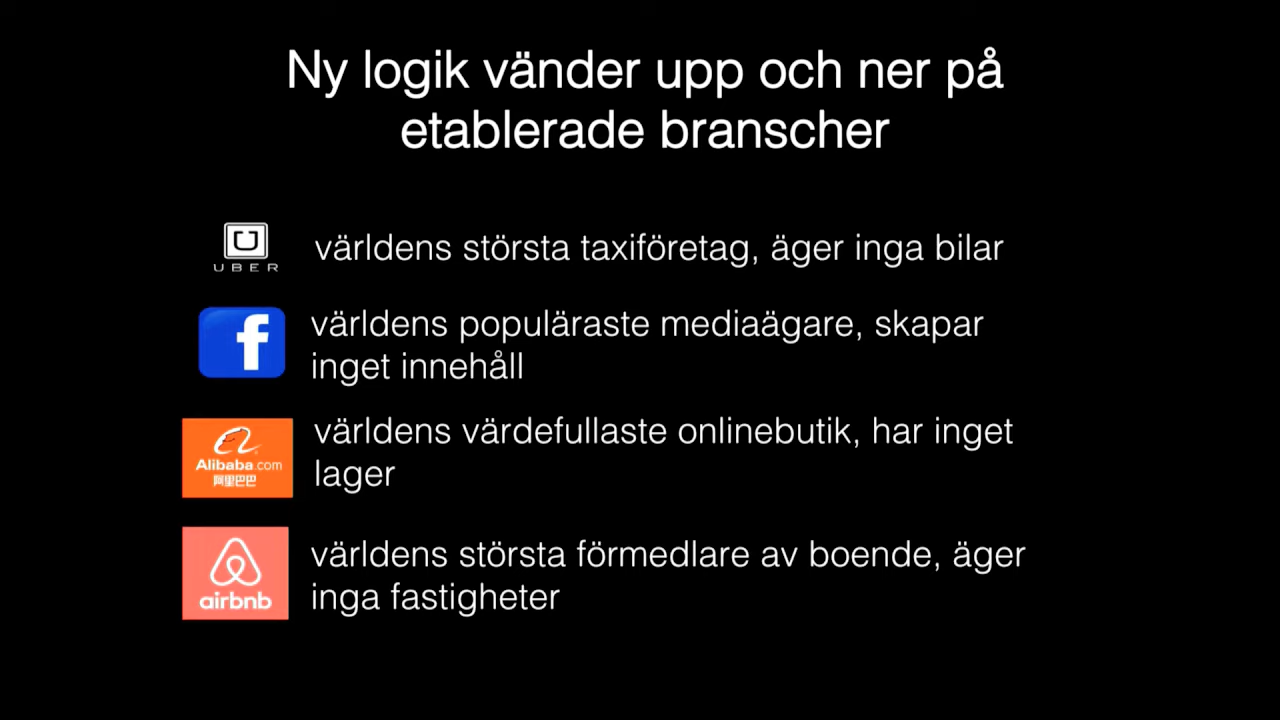 Ny logik vänder upp och ner på
etablerade branscher
UBER
världens största taxiföretag, äger inga bilar
f
världens populäraste mediaägare, skapar
inget innehåll
Alibaba.com
阿里巴巴
världens värdefullaste onlinebutik, har inget
lager
airbnb
världens största förmedlare av boende, äger
inga fastigheter